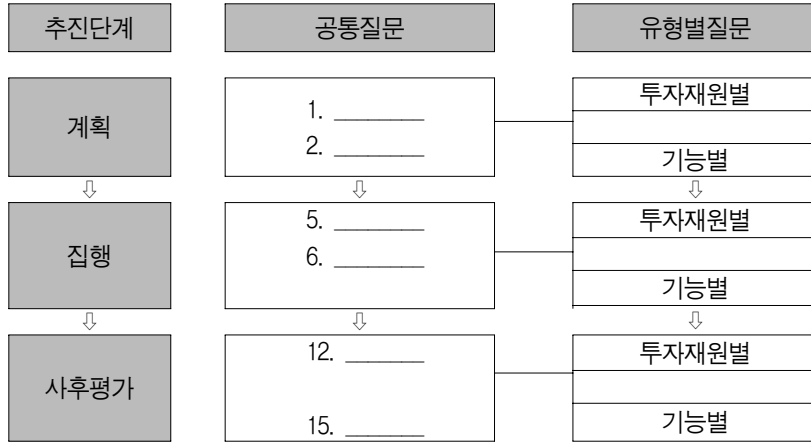 추진단계 공통질문 유형별질문
계획
1. ________
2. ________
투자재원별
기능별
⇩ ⇩ ⇩
집행
5. ________
6. ________
투자재원별
기능별
⇩ ⇩ ⇩
사후평가
12. _______
15. _______
투자재원별
기능별